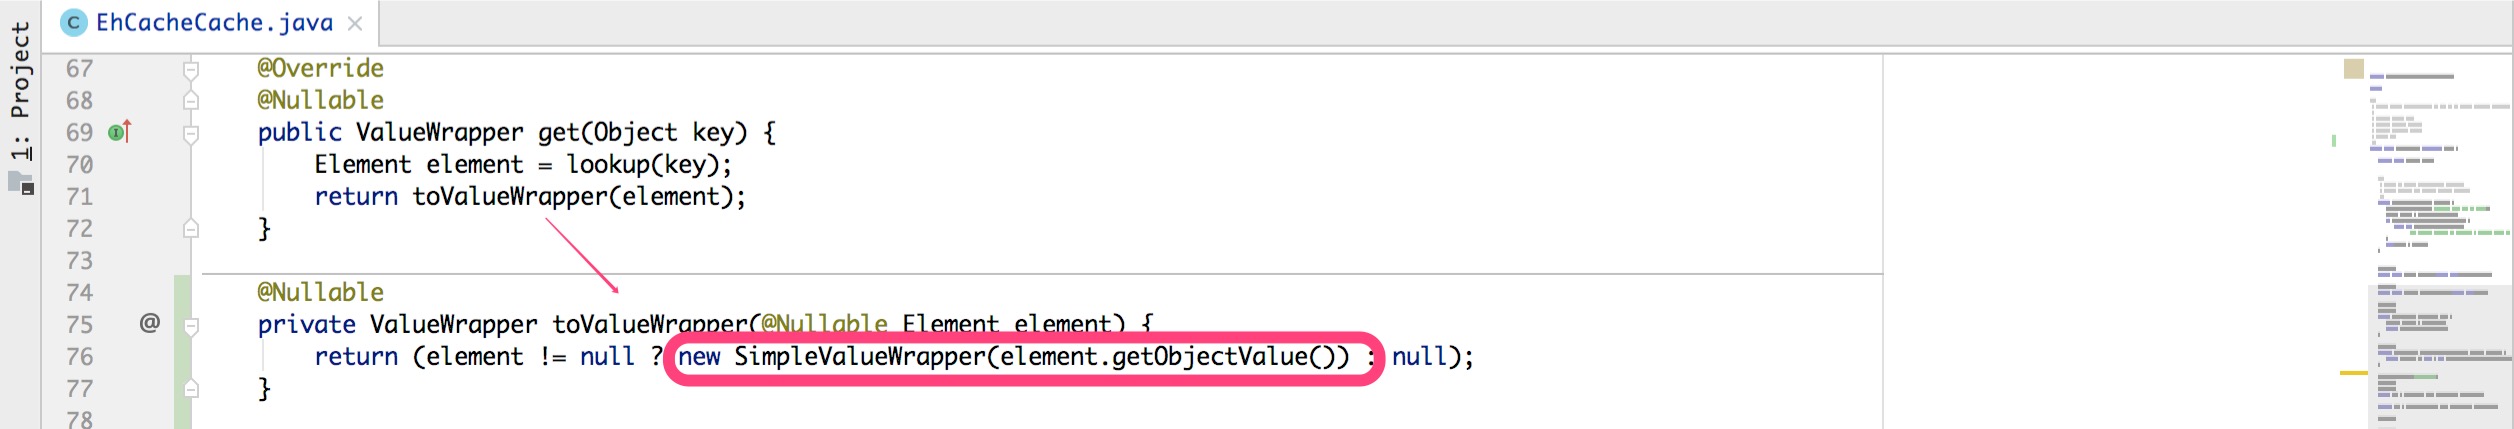 EhCacheCache.java
1: Project
67 @Override
68 @Nullable
69 public ValueWrapper get(Object key) {
70 Element element = lookup(key);
71 return toValueWrapper(element);
72 }
73
74 @Nullable
75 @ private ValueWrapper toValueWrapper(@Nullable Element element) {
76 return (element != null ? new SimpleValueWrapper(element.getObjectValue()) : null);
77 }
78